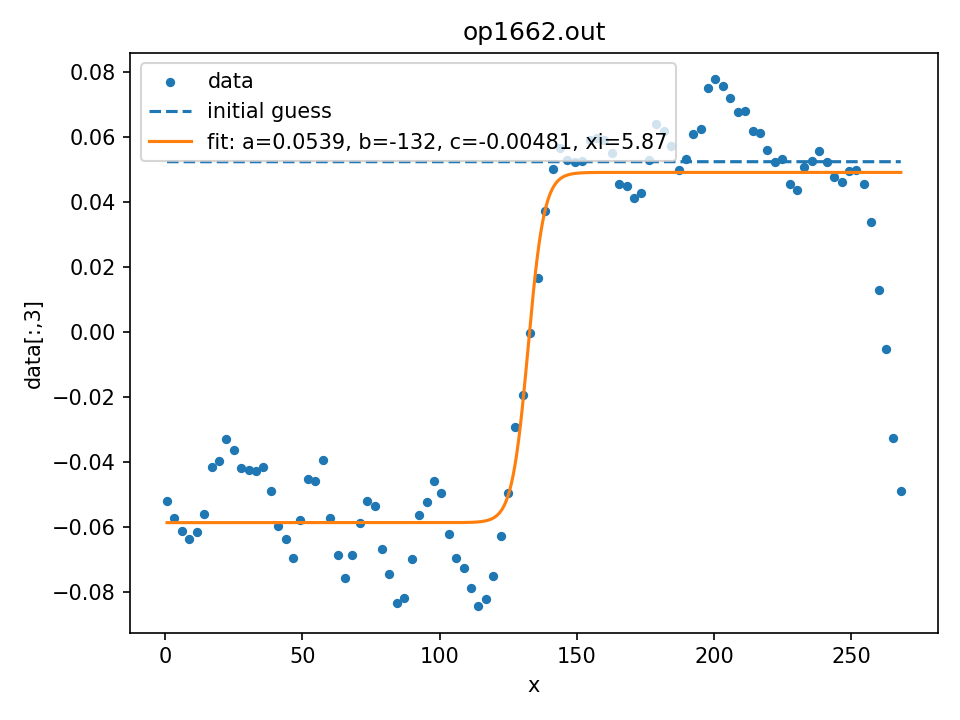 op1662.out
data
initial guess
fit: a=0.0539, b=-132, c=-0.00481, xi=5.87
0.08
0.06
0.04
0.02
0.00
−0.02
−0.04
−0.06
−0.08
data[:,3]
0
50
100
150
200
250
x